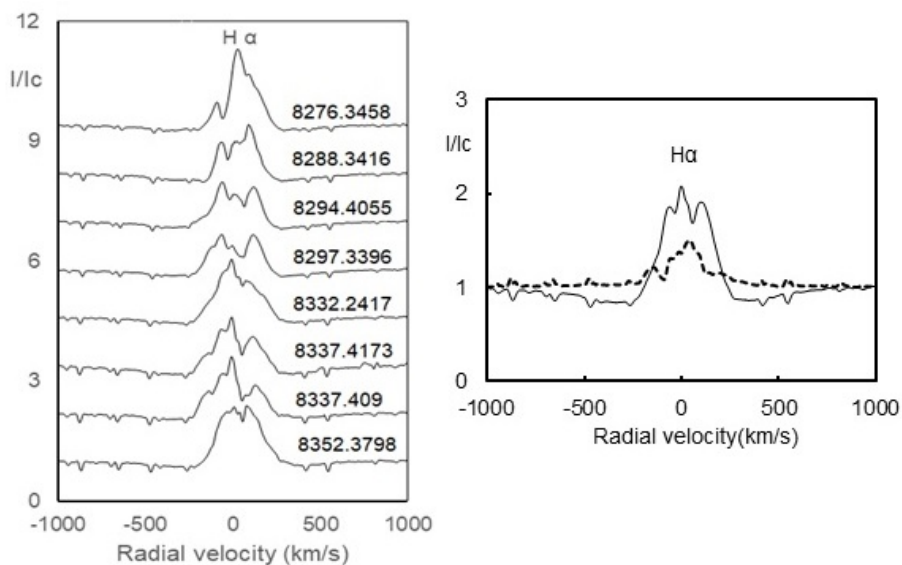 12
I/Ic
H α
8276.3458
9
8288.3416
8294.4055
6
8297.3396
8332.2417
8337.4173
3
8337.409
8352.3798
0
-1000 -500 0 500 1000
Radial velocity (km/s)
3
I/Ic
Hα
2
1
0
-1000 -500 0 500 1000
Radial velocity(km/s)